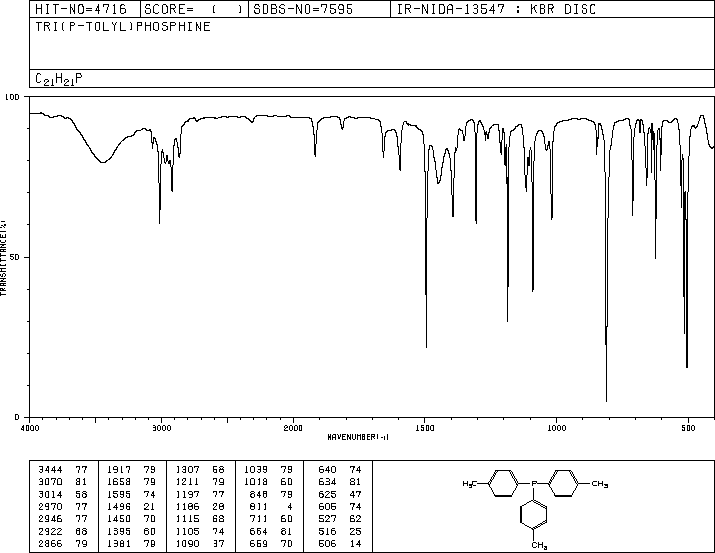 HIT-NO=4716 SCORE= ( ) SDBS-NO=7595 IR-NIDA-13547 : KBR DISC
TRI(P-TOLYL)PHOSPHINE
C21H21P
100
50
0
TRANSMITTANCE(%)
4000 3000 2000 1500 1000 500
WAVENUMBER(-1)
3444 77 1917 79 1307 58 1039 79 640 74
3070 81 1658 79 1211 79 1018 60 634 81
3014 58 1595 74 1197 77 848 79 625 47
2970 77 1496 21 1186 28 811 4 606 74
2946 77 1450 70 1115 68 711 60 527 62
2922 68 1395 60 1105 74 664 81 516 25
2866 79 1381 79 1090 37 659 70 506 14
H3C P CH3
CH3